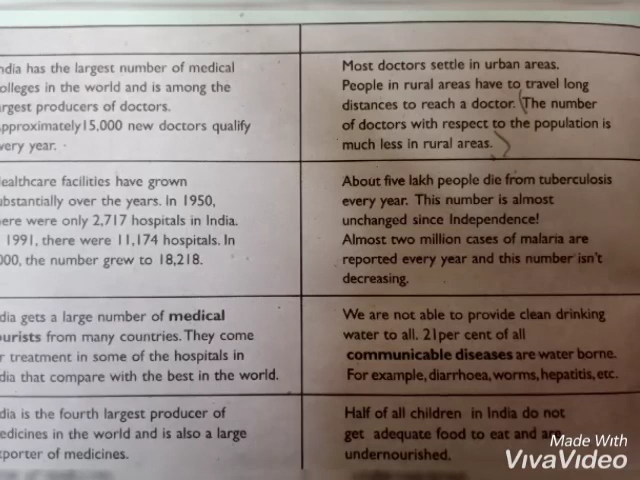 ndia has the largest number of medical
olleges in the world and is among the
rgest producers of doctors.
pproximately15,000 new doctors qualify
very year.
Most doctors settle in urban areas.
People in rural areas have to travel long
distances to reach a doctor. (The number
of doctors with respect to the population is
much less in rural areas.)
ealthcare facilities have grown
ubstantially over the years. In 1950,
ere were only 2,717 hospitals in India.
1991, there were 11,174 hospitals. In
000, the number grew to 18,218.
About five lakh people die from tuberculosis
every year. This number is almost
unchanged since Independence!
Almost two million cases of malaria are
reported every year and this number isn't
decreasing.
dia gets a large number of medical
ourists from many countries. They come
r treatment in some of the hospitals in
dia that compare with the best in the world.
We are not able to provide clean drinking
water to all. 21per cent of all
communicable diseases are water borne.
For example, diarrhoea, worms, hepatitis, etc.
dia is the fourth largest producer of
edicines in the world and is also a large
porter of medicines.
Half of all children in India do not
get adequate food to eat and are
undernourished.
Made With
VivaVideo